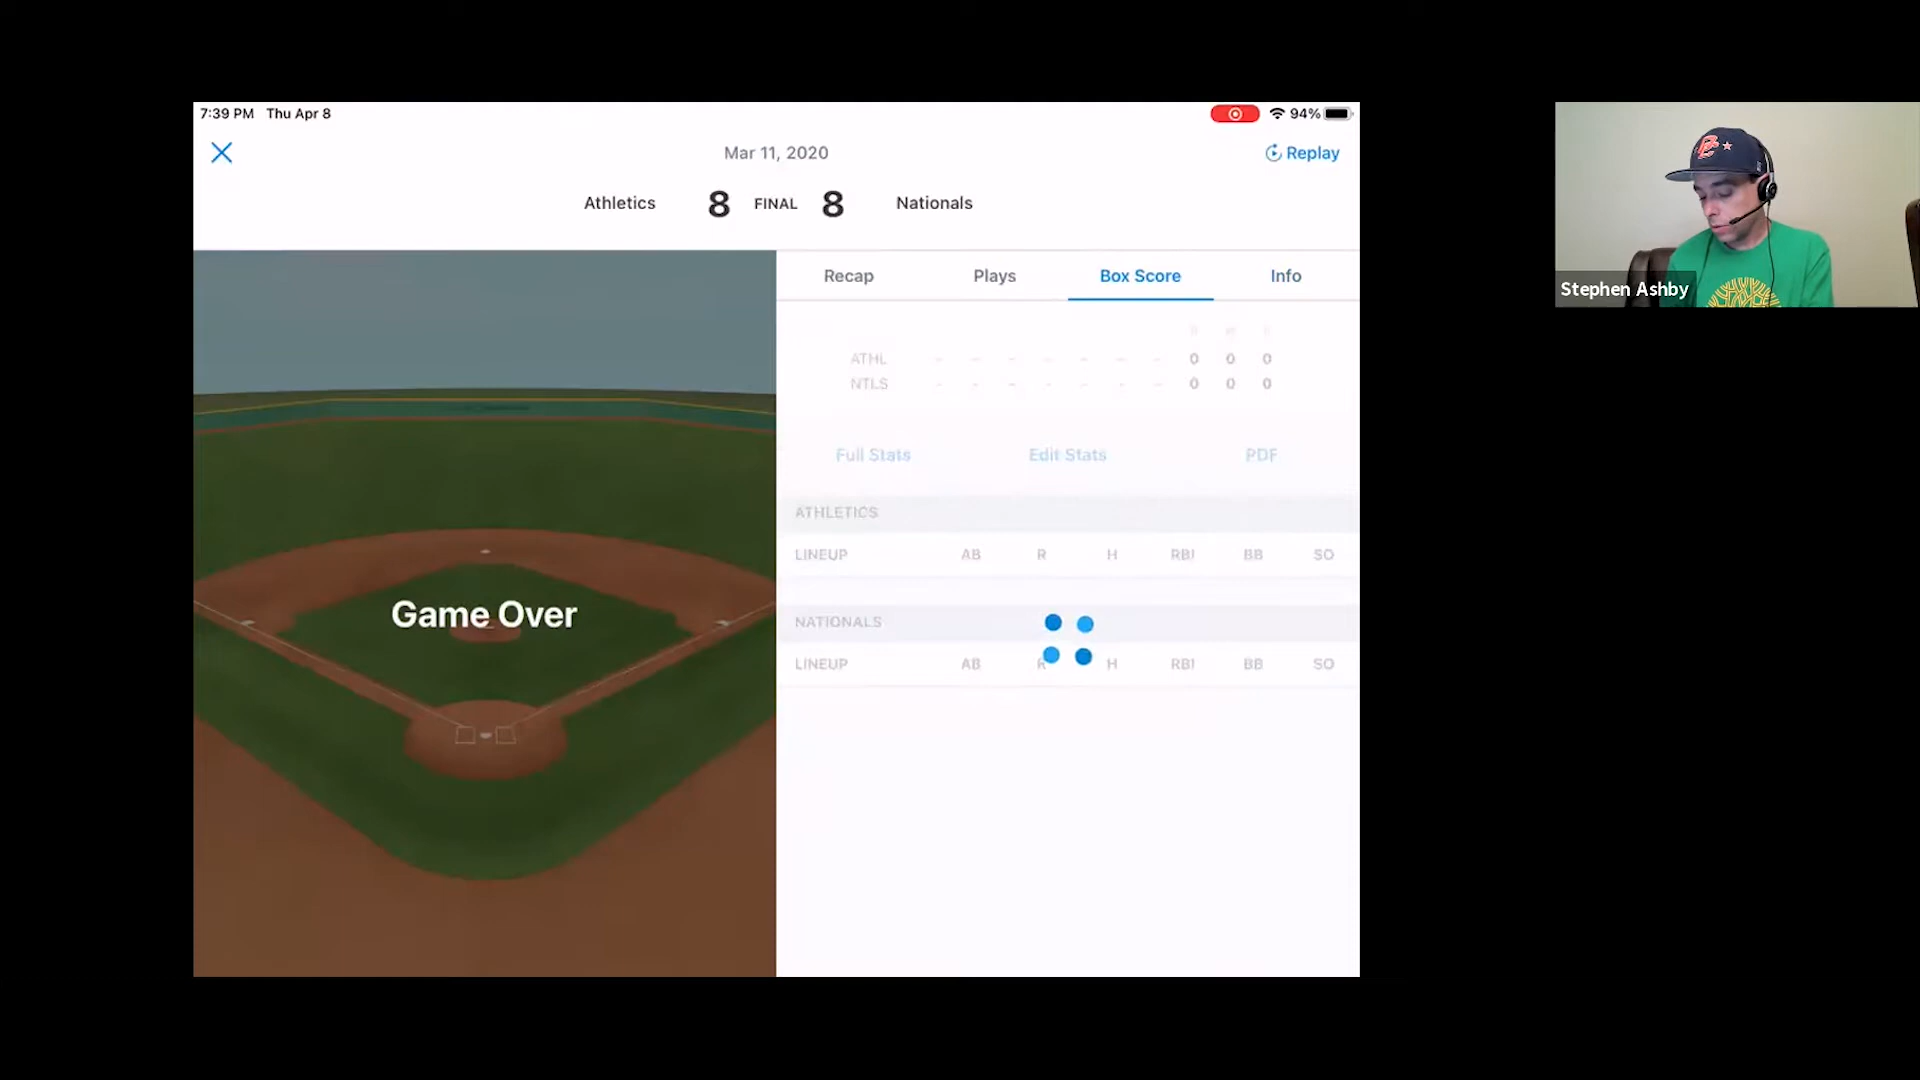 7:39 PM Thu Apr 8
94%
Mar 11, 2020
Replay
Athletics 8 FINAL 8 Nationals
Recap Plays Box Score Info
ATHL - - - - - - - 0 0 0
NTLS - - - - - - - 0 0 0
Full Stats Edit Stats PDF
ATHLETICS
LINEUP AB R H RBI BB SO
Game Over
NATIONALS
LINEUP AB R H RBI BB SO
Stephen Ashby